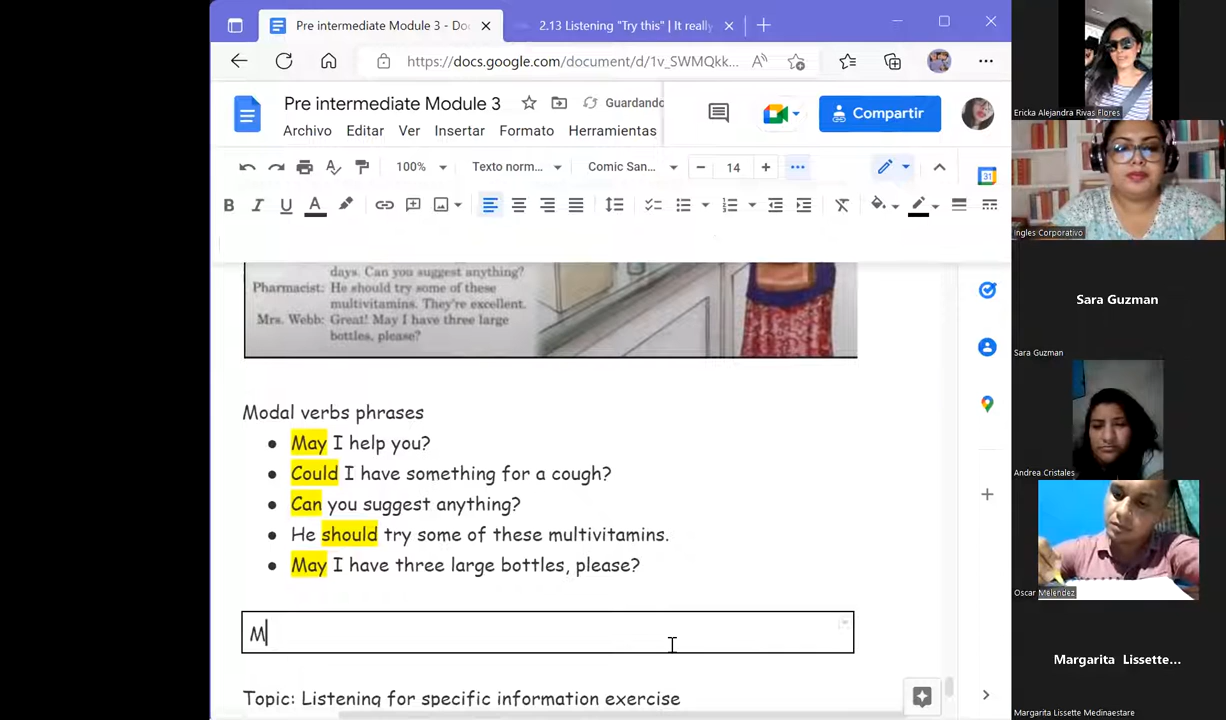 Pre intermediate Module 3 - Doc
2.13 Listening "Try this" | It really
https://docs.google.com/document/d/1v_SWMQkk...
Pre intermediate Module 3
Guardando
Compartir
Archivo Editar Ver Insertar Formato Herramientas
100% Texto norm... Comic San... 14
days. Can you suggest anything?
Pharmacist: He should try some of these
multivitamins. They're excellent.
Mrs. Webb: Great! May I have three large
bottles, please?
Modal verbs phrases
May I help you?
Could I have something for a cough?
Can you suggest anything?
He should try some of these multivitamins.
May I have three large bottles, please?
M
Topic: Listening for specific information exercise
Ericka Alejandra Rivas Flores
Ingles Corporativo
Sara Guzman
Sara Guzman
Andrea Cristales
Oscar Melendez
Margarita Lissette...
Margarita Lissette Medinaestare